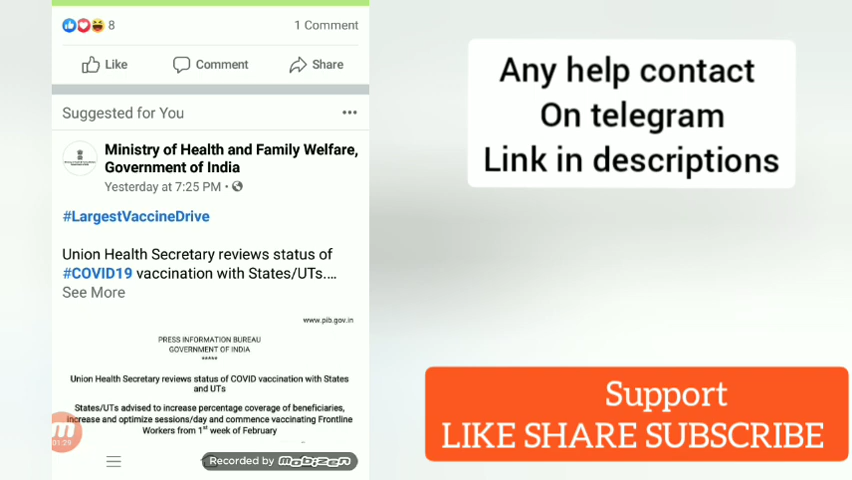 8
1 Comment
Like
Comment
Share
Suggested for You
Ministry of Health and Family Welfare,
Government of India
Yesterday at 7:25 PM •
#LargestVaccineDrive
Union Health Secretary reviews status of
#COVID19 vaccination with States/UTs....
See More
www.pib.gov.in
PRESS INFORMATION BUREAU
GOVERNMENT OF INDIA
*****
Union Health Secretary reviews status of COVID vaccination with States
and UTs
States/UTs advised to increase percentage coverage of beneficiaries,
increase and optimize sessions/day and commence vaccinating Frontline
Workers from 1st week of February
01:29
Recorded by MOBIZEN
Any help contact
On telegram
Link in descriptions
Support
LIKE SHARE SUBSCRIBE